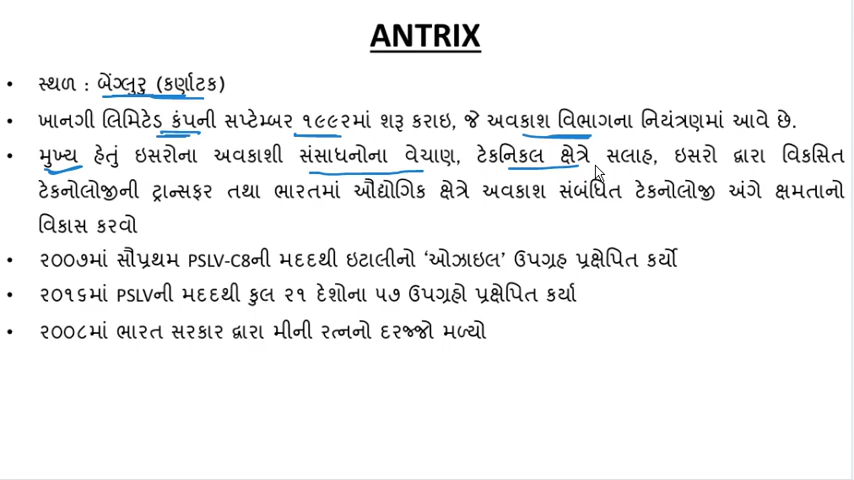 ANTRIX
• સ્થળ : બેંગ્લુરુ (કર્ણાટક)
• ખાનગી લિમિટેડ કંપની સપ્ટેમ્બર ૧૯૯૨માં શરૂ કરાઇ, જે અવકાશ વિભાગના નિયંત્રણમાં આવે છે.
• મુખ્ય હેતું ઇસરોના અવકાશી સંસાધનોના વેચાણ, ટેકનિકલ ક્ષેત્રે સલાહ, ઇસરો દ્વારા વિકસિત
ટેકનોલોજીની ટ્રાન્સફર તથા ભારતમાં ઔદ્યોગિક ક્ષેત્રે અવકાશ સંબંધિત ટેકનોલોજી અંગે ક્ષમતાનો
વિકાસ કરવો
• ૨૦૦૭માં સૌપ્રથમ PSLV-C8ની મદદથી ઇટાલીનો ‘ઓઝાઇલ’ ઉપગ્રહ પ્રક્ષેપિત કર્યો
• ૨૦૧૬માં PSLVની મદદથી કુલ ૨૧ દેશોના ૫૭ ઉપગ્રહો પ્રક્ષેપિત કર્યા
• ૨૦૦૮માં ભારત સરકાર દ્વારા મીની રત્નનો દરજ્જો મળ્યો